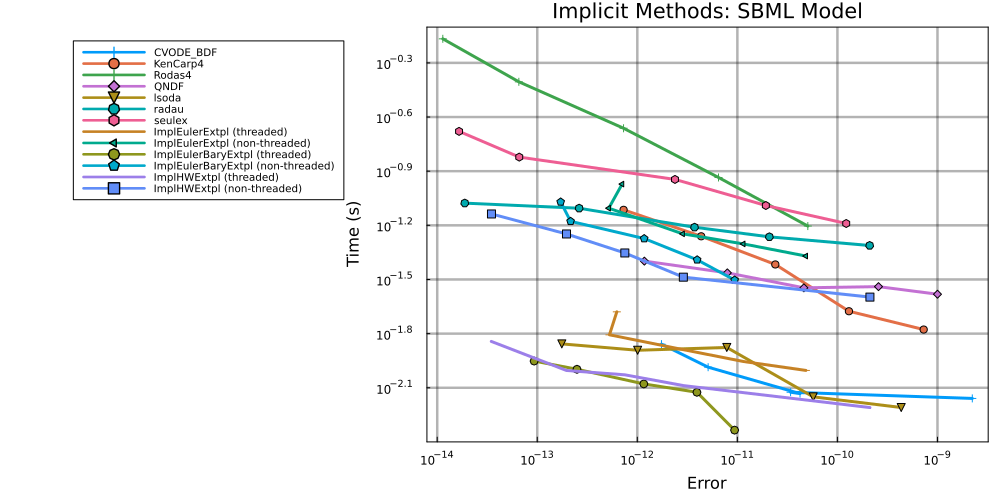 Implicit Methods: SBML Model
CVODE_BDF
KenCarp4
Rodas4
QNDF
lsoda
radau
seulex
ImplEulerExtpl (threaded)
ImplEulerExtpl (non-threaded)
ImplEulerBaryExtpl (threaded)
ImplEulerBaryExtpl (non-threaded)
ImplHWExtpl (threaded)
ImplHWExtpl (non-threaded)
Time (s)
10^-0.3
10^-0.6
10^-0.9
10^-1.2
10^-1.5
10^-1.8
10^-2.1
10^-14 10^-13 10^-12 10^-11 10^-10 10^-9
Error